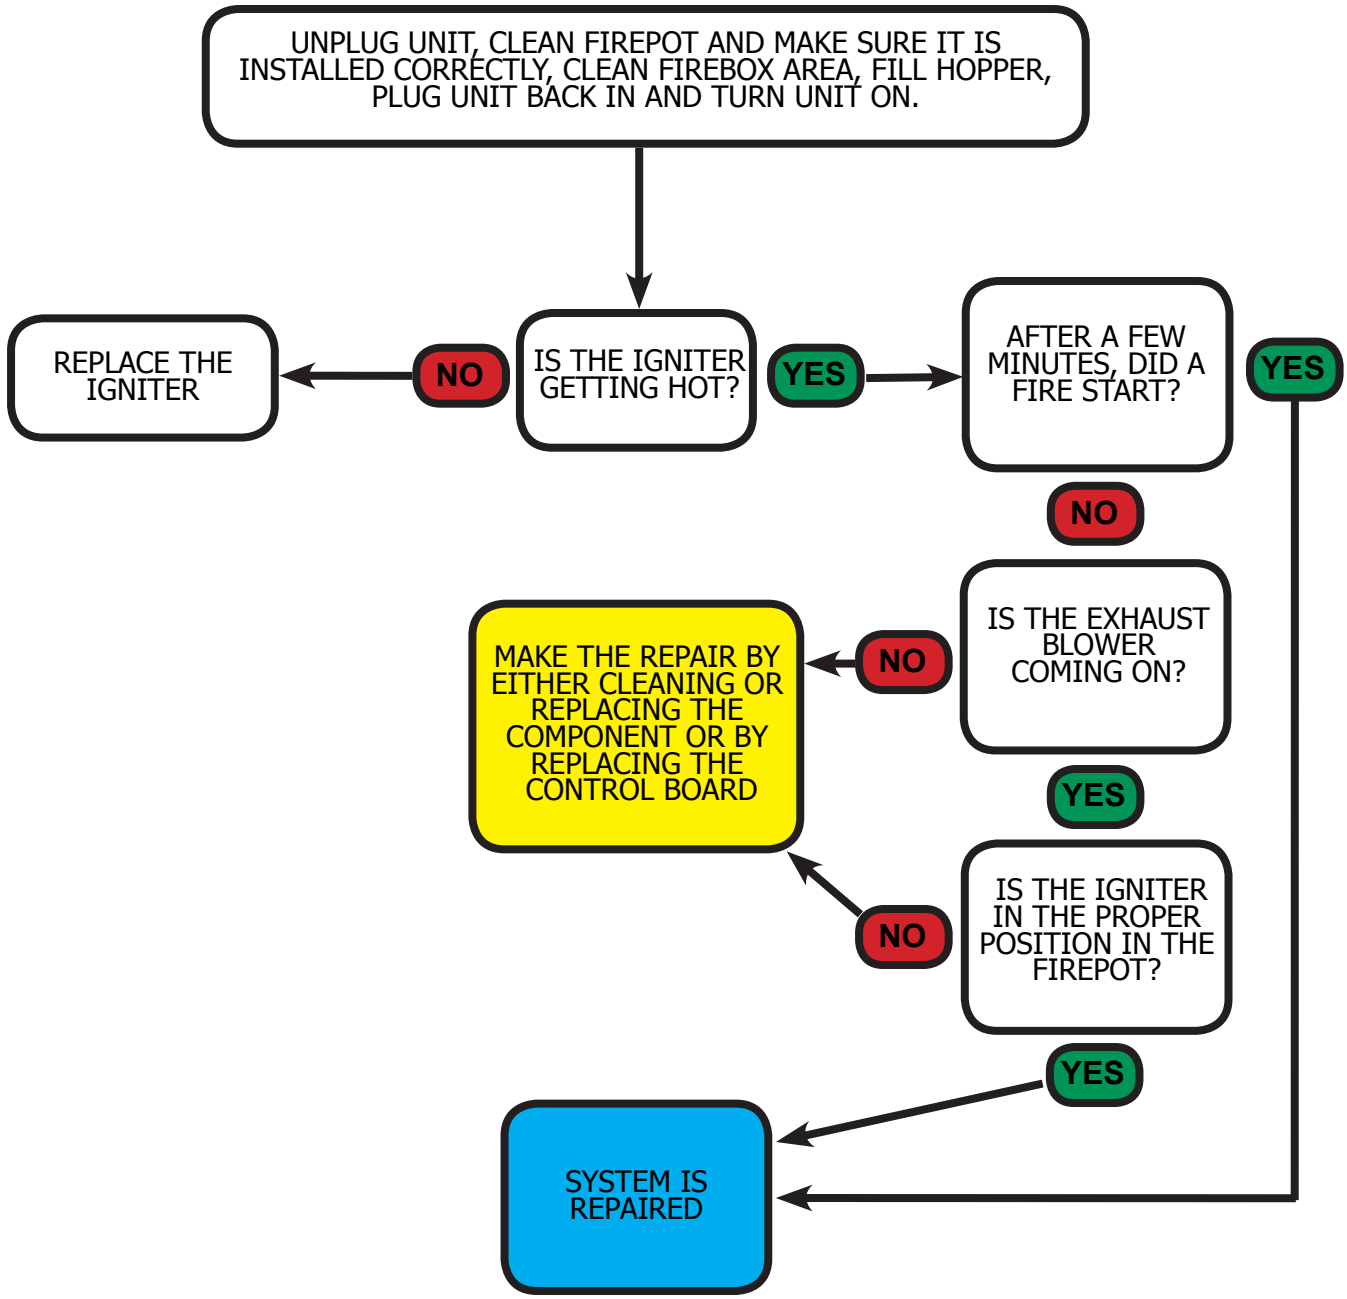 UNPLUG UNIT, CLEAN FIREPOT AND MAKE SURE IT IS
INSTALLED CORRECTLY, CLEAN FIREBOX AREA, FILL HOPPER,
PLUG UNIT BACK IN AND TURN UNIT ON.
REPLACE THE
IGNITER
NO
IS THE IGNITER
GETTING HOT?
YES
AFTER A FEW
MINUTES, DID A
FIRE START?
YES
NO
IS THE EXHAUST
BLOWER
COMING ON?
NO
MAKE THE REPAIR BY
EITHER CLEANING OR
REPLACING THE
COMPONENT OR BY
REPLACING THE
CONTROL BOARD
YES
IS THE IGNITER
IN THE PROPER
POSITION IN THE
FIREPOT?
NO
YES
SYSTEM IS
REPAIRED